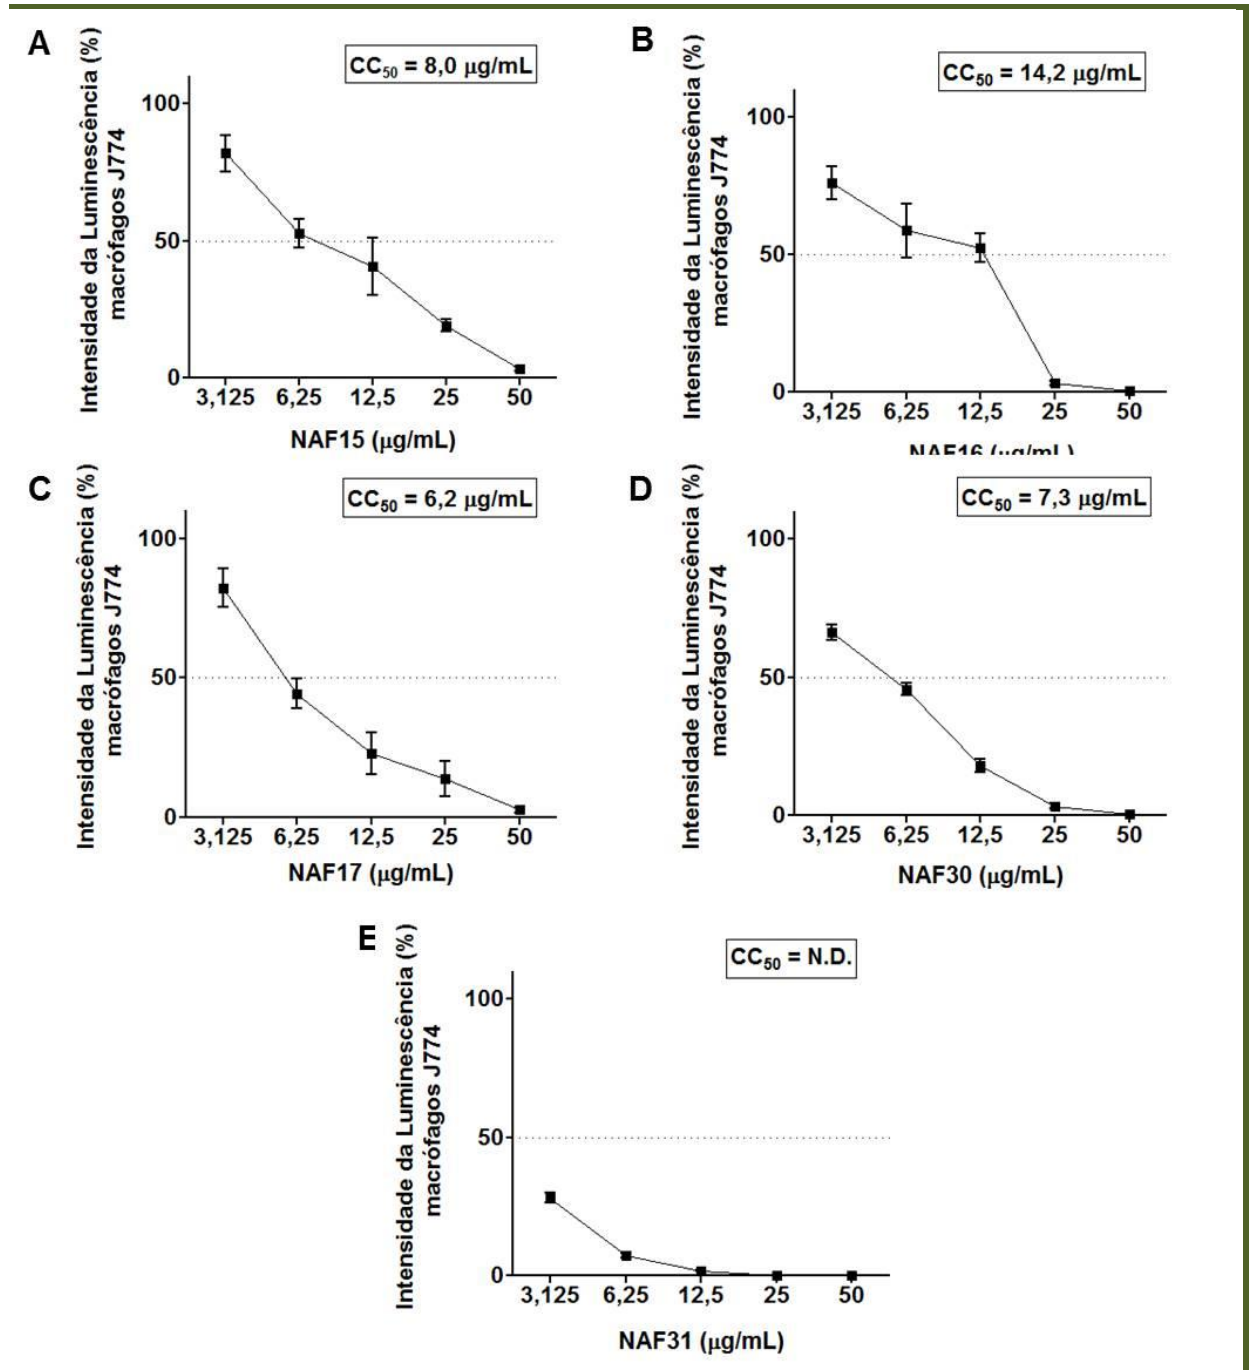 A
Intensidade da Luminescência (%)
macrófagos J774
CC50 = 8,0 µg/mL
100
50
0
3,125 6,25 12,5 25 50
NAF15 (µg/mL)
B
Intensidade da Luminescência (%)
macrófagos J774
CC50 = 14,2 µg/mL
100
50
0
3,125 6,25 12,5 25 50
NAF16 (µg/mL)
C
Intensidade da Luminescência (%)
macrófagos J774
CC50 = 6,2 µg/mL
100
50
0
3,125 6,25 12,5 25 50
NAF17 (µg/mL)
D
Intensidade da Luminescência (%)
macrófagos J774
CC50 = 7,3 µg/mL
100
50
0
3,125 6,25 12,5 25 50
NAF30 (µg/mL)
E
Intensidade da Luminescência (%)
macrófagos J774
CC50 = N.D.
100
50
0
3,125 6,25 12,5 25 50
NAF31 (µg/mL)